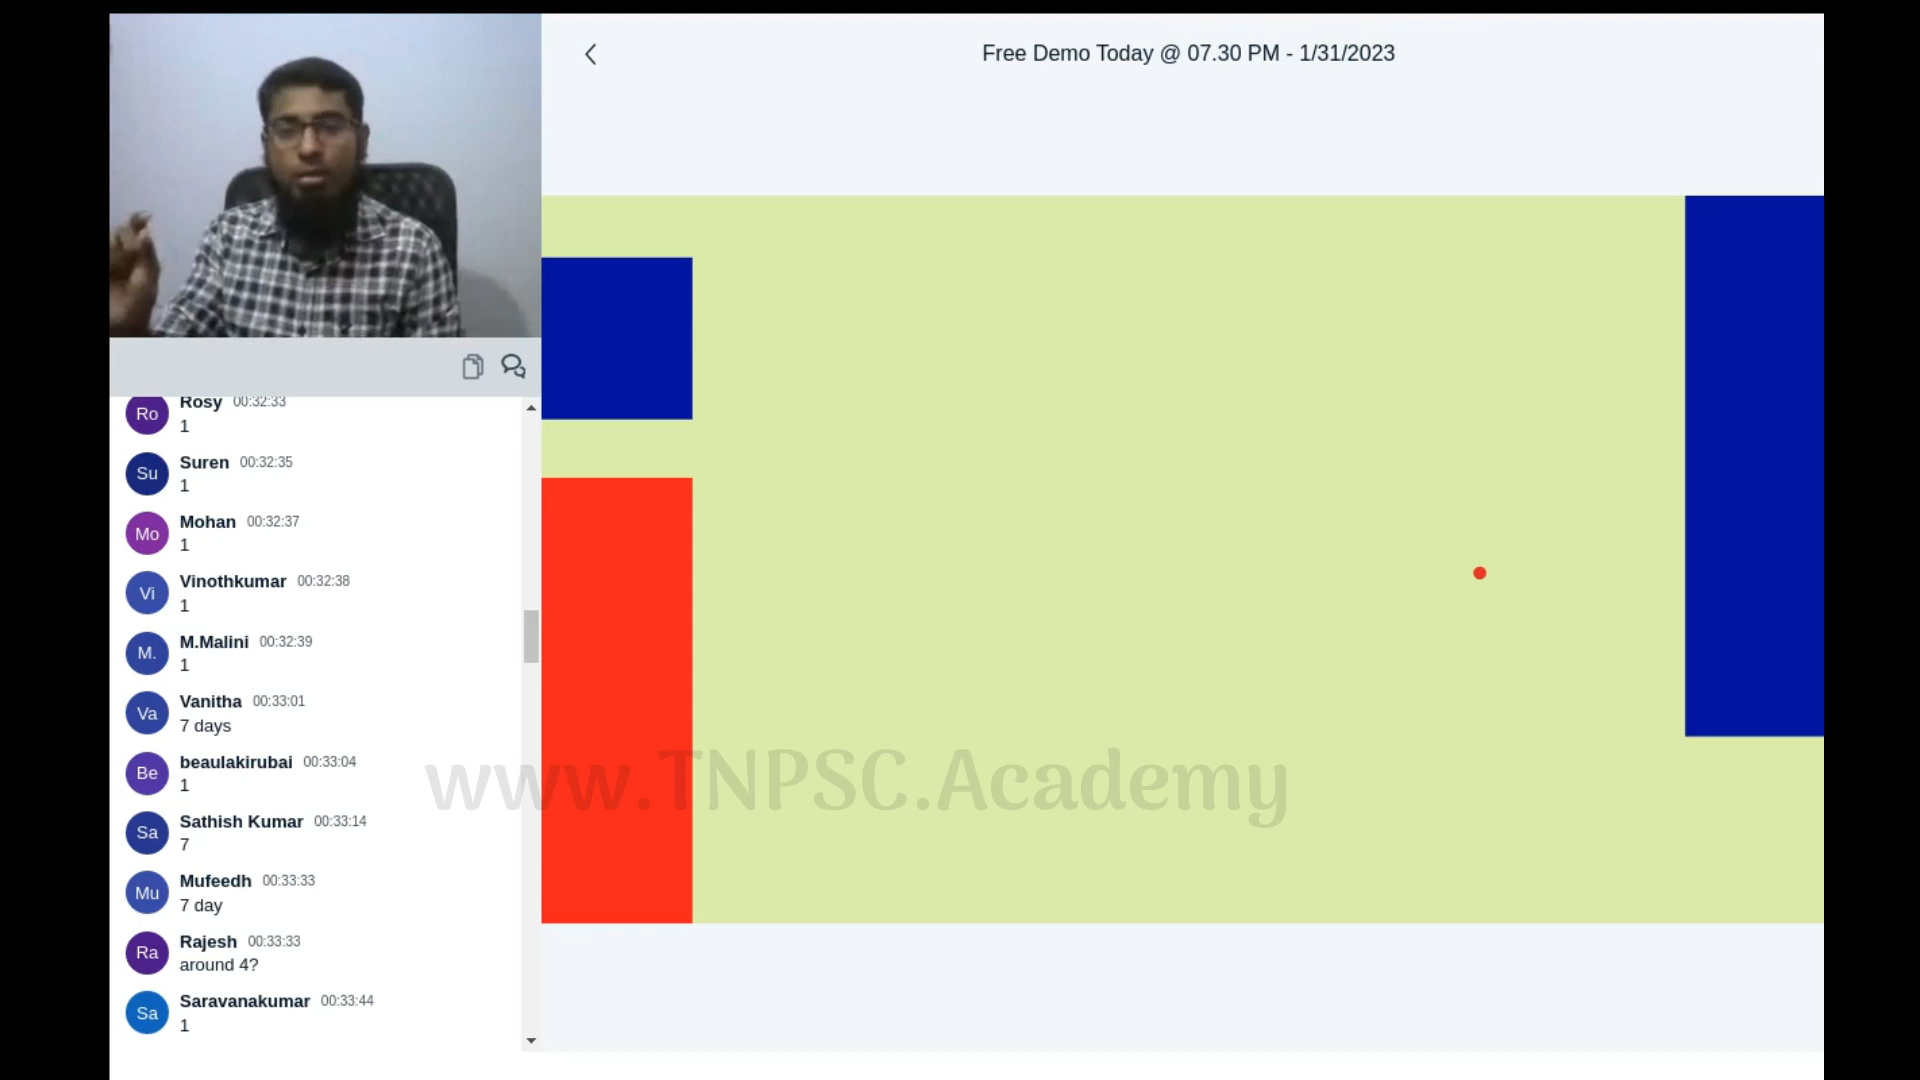 Free Demo Today @ 07.30 PM - 1/31/2023
Ro
Rosy 00:32:33
1
Su
Suren 00:32:35
1
Mo
Mohan 00:32:37
1
Vi
Vinothkumar 00:32:38
1
M.
M.Malini 00:32:39
1
Va
Vanitha 00:33:01
7 days
Be
beaulakirubai 00:33:04
1
Sa
Sathish Kumar 00:33:14
7
Mu
Mufeedh 00:33:33
7 day
Ra
Rajesh 00:33:33
around 4?
Sa
Saravanakumar 00:33:44
1
www.TNPSC.Academy